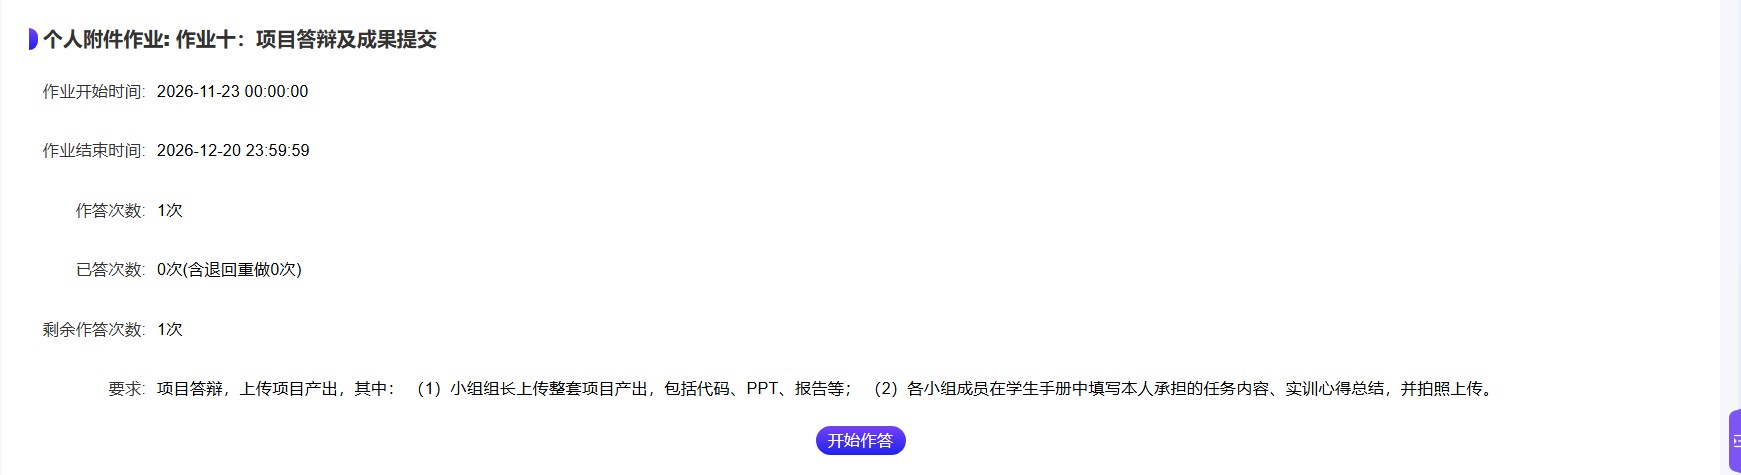 个人附件作业: 作业十：项目答辩及成果提交
作业开始时间: 2026-11-23 00:00:00
作业结束时间: 2026-12-20 23:59:59
作答次数: 1次
已答次数: 0次(含退回重做0次)
剩余作答次数: 1次
要求: 项目答辩，上传项目产出，其中：（1）小组组长上传整套项目产出，包括代码、PPT、报告等；（2）各小组成员在学生手册中填写本人承担的任务内容、实训心得总结，并拍照上传。
开始作答